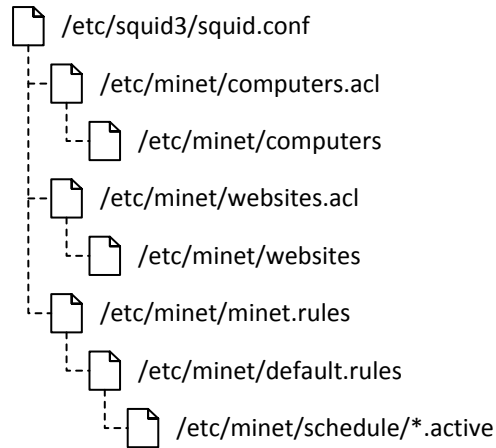 /etc/squid3/squid.conf
/etc/minet/computers.acl
/etc/minet/computers
/etc/minet/websites.acl
/etc/minet/websites
/etc/minet/minet.rules
/etc/minet/default.rules
/etc/minet/schedule/*.active